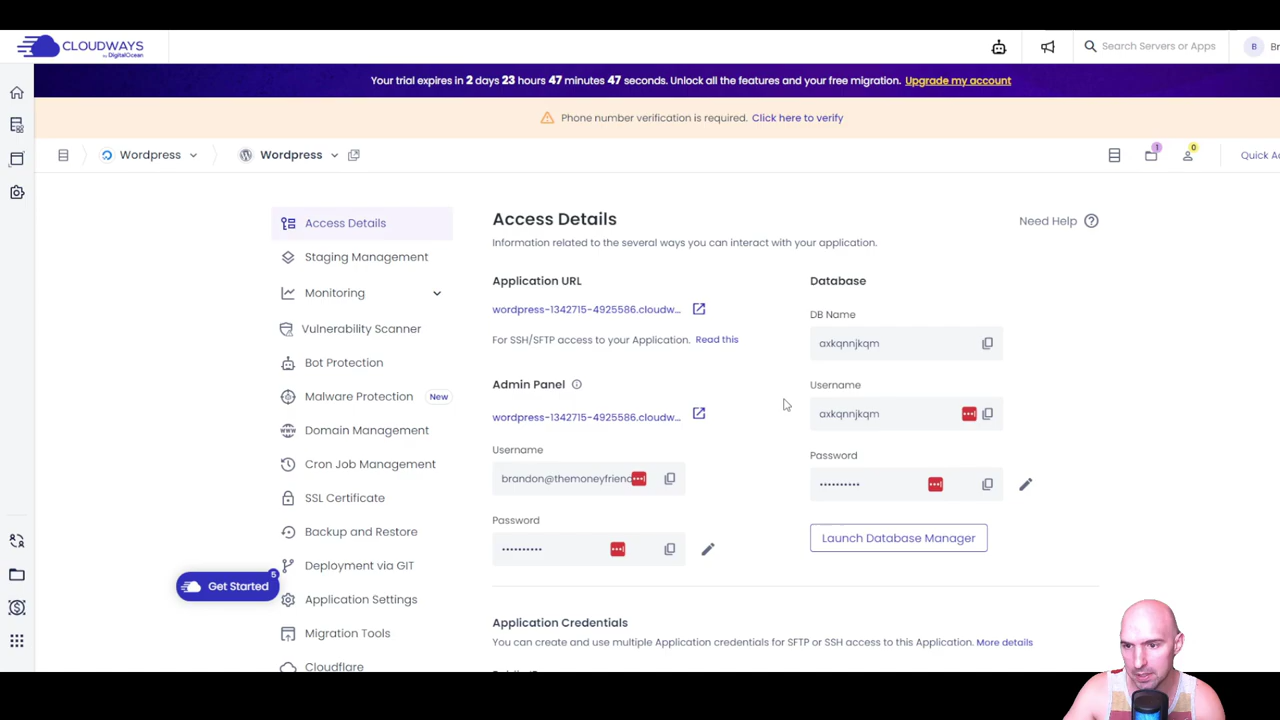 CLOUDWAYS
by DigitalOcean
Search Servers or Apps
B
Br
Your trial expires in 2 days 23 hours 47 minutes 47 seconds. Unlock all the features and your free migration. Upgrade my account
Phone number verification is required. Click here to verify
Wordpress
Wordpress
1
0
Quick Ac
Access Details
Staging Management
Monitoring
Vulnerability Scanner
Bot Protection
Malware Protection New
Domain Management
Cron Job Management
SSL Certificate
Backup and Restore
Deployment via GIT
Application Settings
Migration Tools
Cloudflare
Get Started
5
Access Details
Need Help
Information related to the several ways you can interact with your application.
Application URL
wordpress-1342715-4925586.cloudw...
For SSH/SFTP access to your Application. Read this
Admin Panel
wordpress-1342715-4925586.cloudw...
Username
brandon@themoneyfrienc
Password
••••••••••
Database
DB Name
axkqnnjkqm
Username
axkqnnjkqm
Password
••••••••••
Launch Database Manager
Application Credentials
You can create and use multiple Application credentials for SFTP or SSH access to this Application. More details